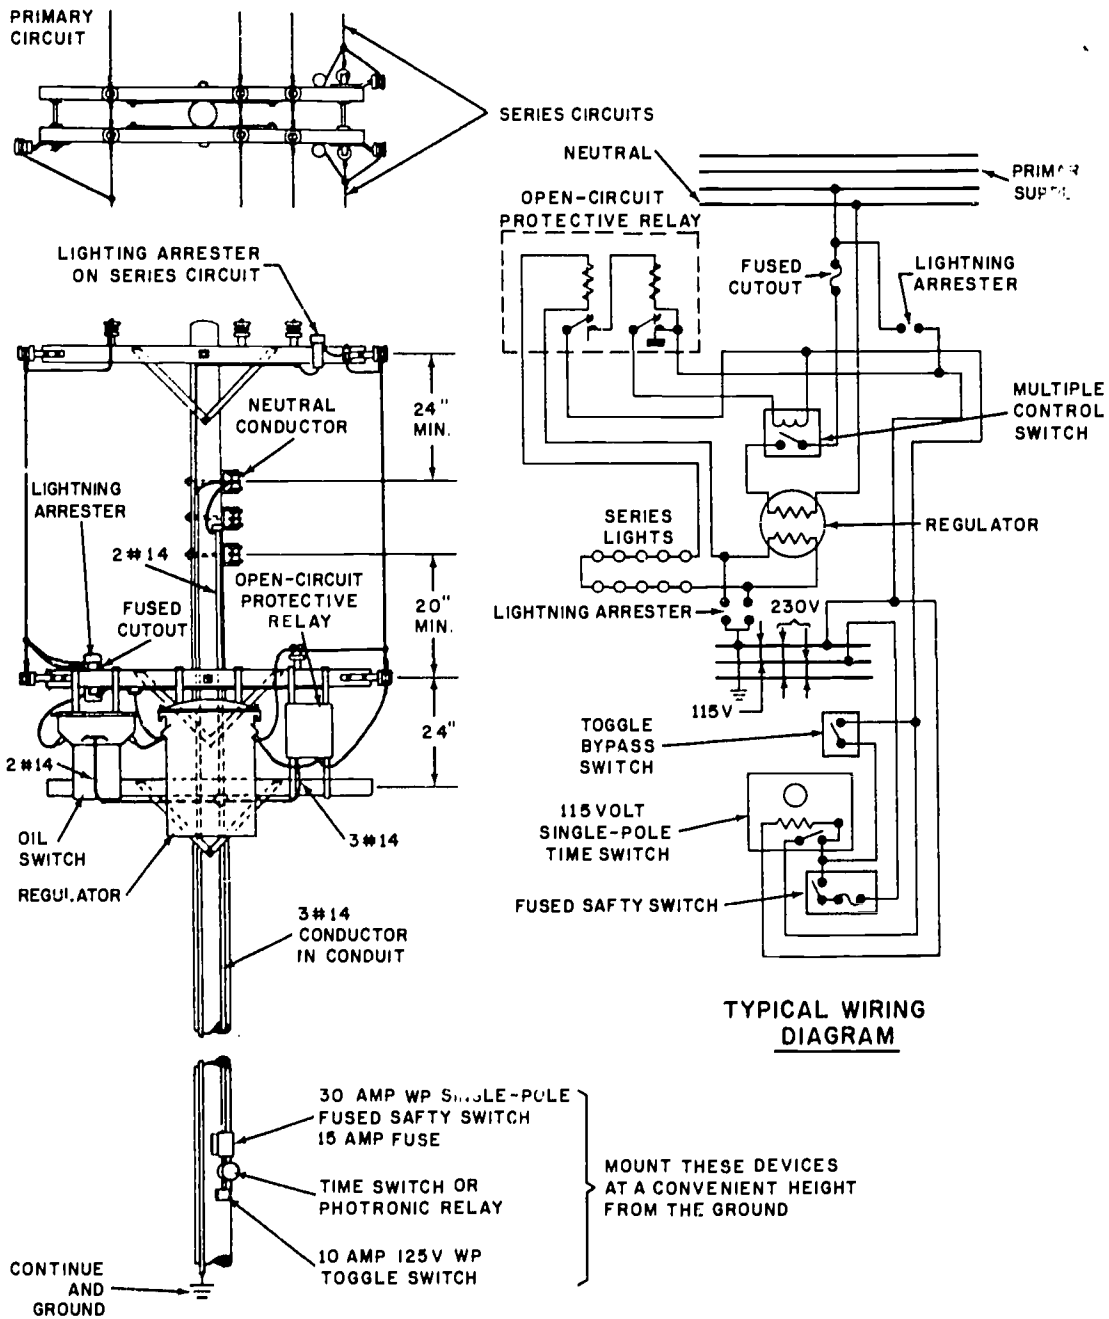 PRIMARY
CIRCUIT
SERIES CIRCUITS
LIGHTING ARRESTER
ON SERIES CIRCUIT
NEUTRAL
CONDUCTOR
24"
MIN.
LIGHTNING
ARRESTER
2#14
OPEN-CIRCUIT
PROTECTIVE
RELAY
FUSED
CUTOUT
20"
MIN.
24"
2#14
OIL
SWITCH
REGULATOR
3#14
3#14
CONDUCTOR
IN CONDUIT
30 AMP WP SINGLE-POLE
FUSED SAFTY SWITCH
15 AMP FUSE
TIME SWITCH OR
PHOTRONIC RELAY
10 AMP 125V WP
TOGGLE SWITCH
MOUNT THESE DEVICES
AT A CONVENIENT HEIGHT
FROM THE GROUND
CONTINUE
AND
GROUND
NEUTRAL
PRIMAR
OPEN-CIRCUIT
PROTECTIVE RELAY
FUSED
CUTOUT
LIGHTNING
ARRESTER
MULTIPLE
CONTROL
SWITCH
REGULATOR
SERIES
LIGHTS
LIGHTNING ARRESTER
230V
115V
TOGGLE
BYPASS
SWITCH
115 VOLT
SINGLE-POLE
TIME SWITCH
FUSED SAFTY SWITCH
TYPICAL WIRING
DIAGRAM